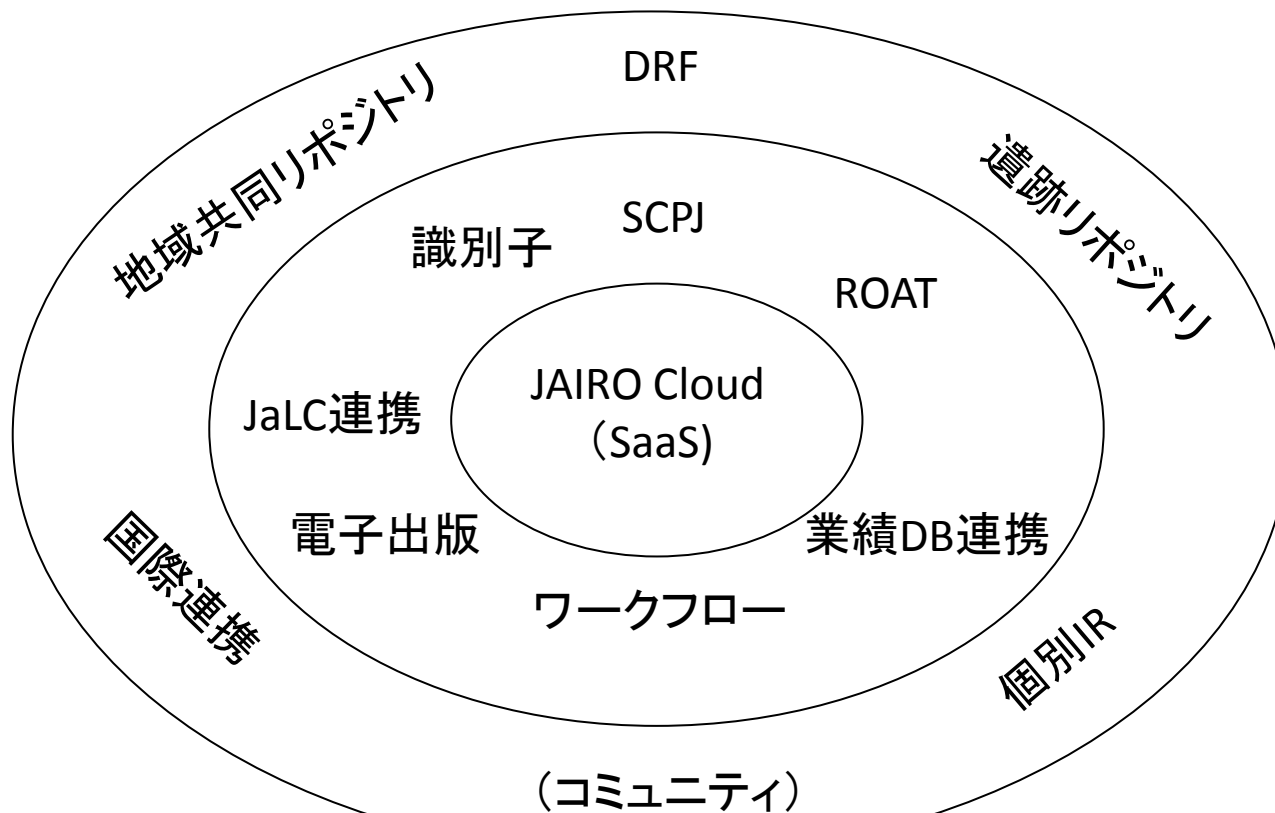 DRF
地域共同リポジトリ
遺跡リポジトリ
SCPJ
識別子
ROAT
JAIRO Cloud
（SaaS)
JaLC連携
電子出版
業績DB連携
ワークフロー
国際連携
個別IR
（コミュニティ）